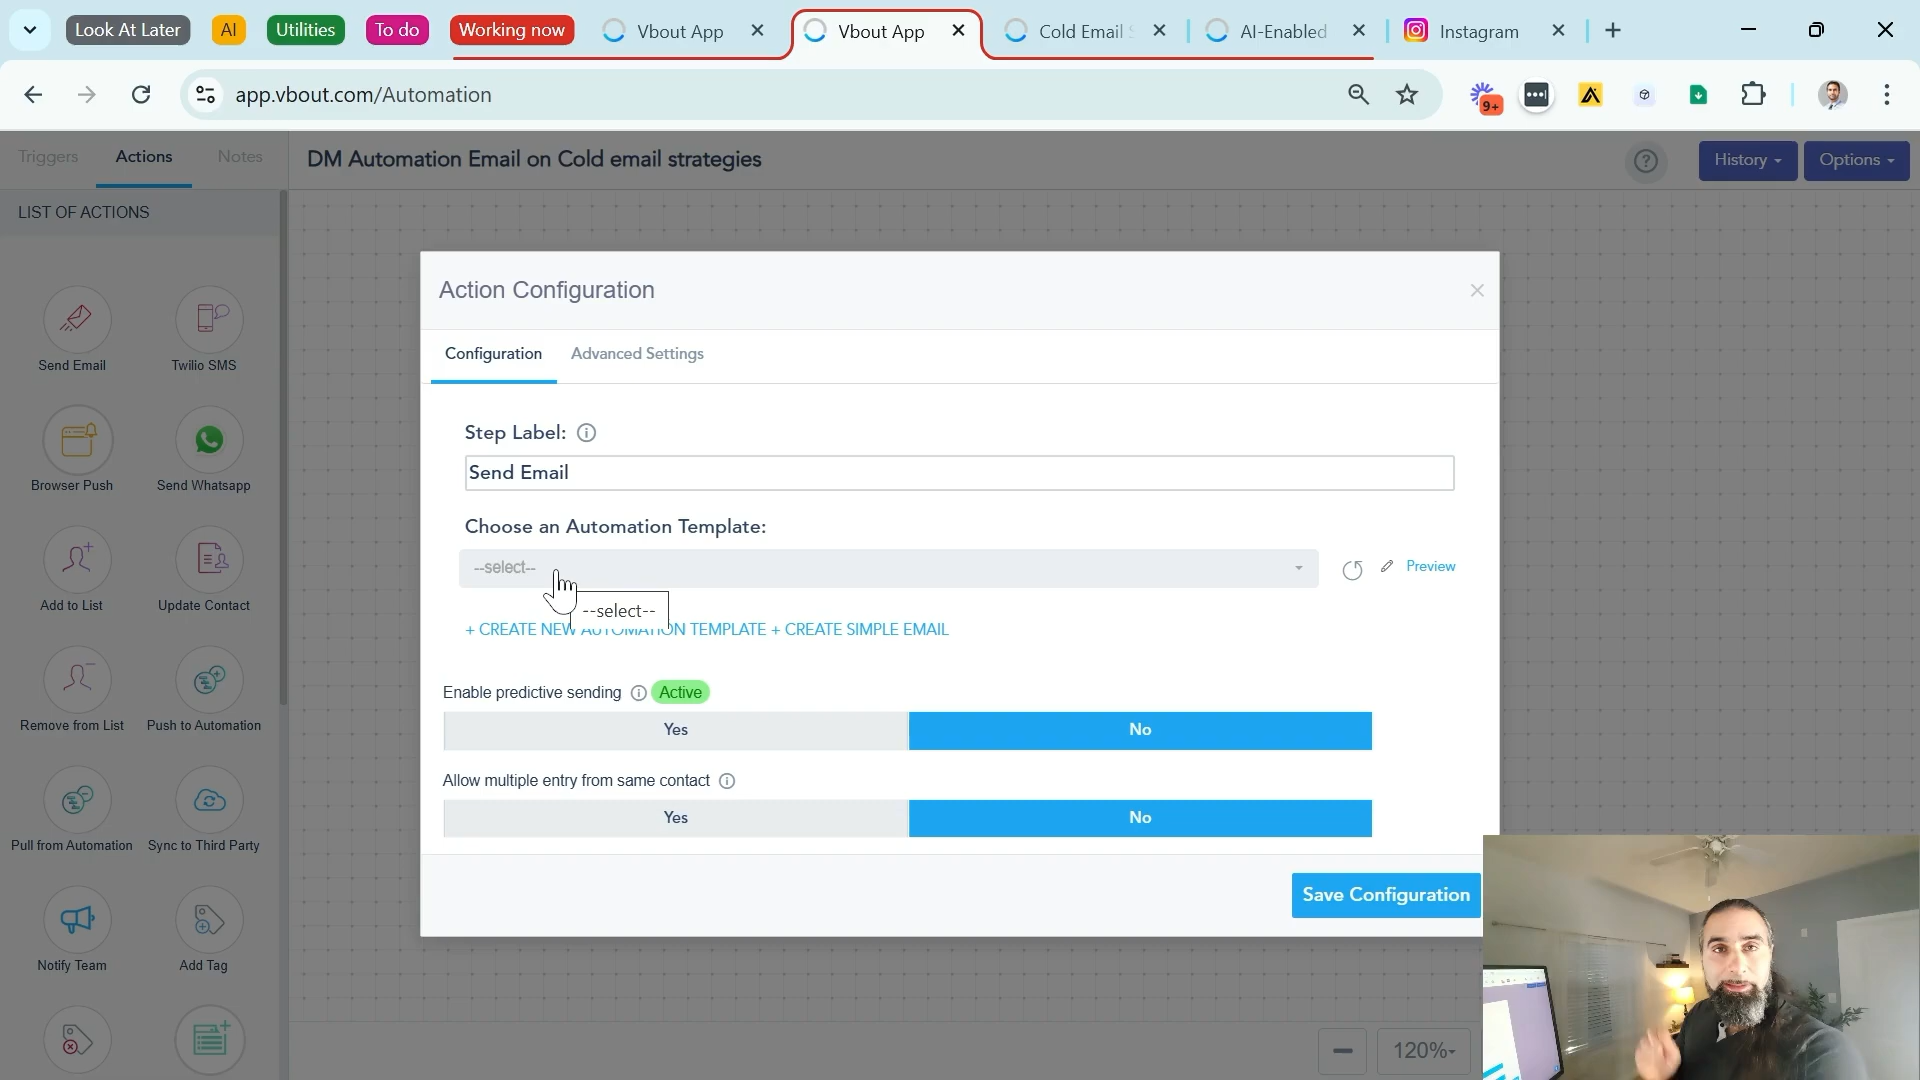 Look At Later
AI
Utilities
To do
Working now
Vbout App
Vbout App
Cold Email S
AI-Enabled
Instagram
app.vbout.com/Automation
9+
Triggers
Actions
Notes
DM Automation Email on Cold email strategies
History
Options
LIST OF ACTIONS
Send Email
Twilio SMS
Browser Push
Send Whatsapp
Add to List
Update Contact
Remove from List
Push to Automation
Pull from Automation
Sync to Third Party
Notify Team
Add Tag
Action Configuration
Configuration
Advanced Settings
Step Label:
Send Email
Choose an Automation Template:
--select--
Preview
--select--
+ CREATE NEW AUTOMATION TEMPLATE + CREATE SIMPLE EMAIL
Enable predictive sending
Active
Yes
No
Allow multiple entry from same contact
Yes
No
Save Configuration
120%